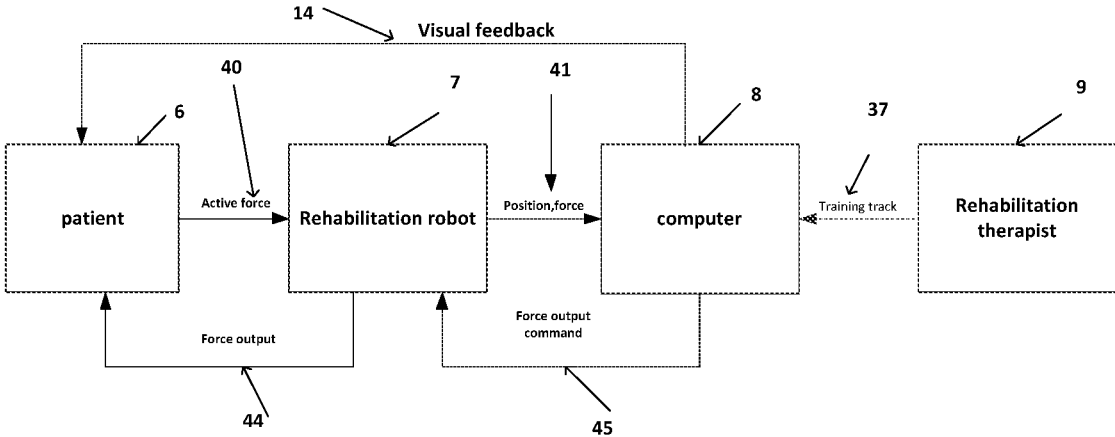 14
Visual feedback
40
41
7
8
9
6
37
Active force
Position,force
Training track
patient
Rehabilitation robot
computer
Rehabilitation
therapist
Force output
Force output
command
44
45